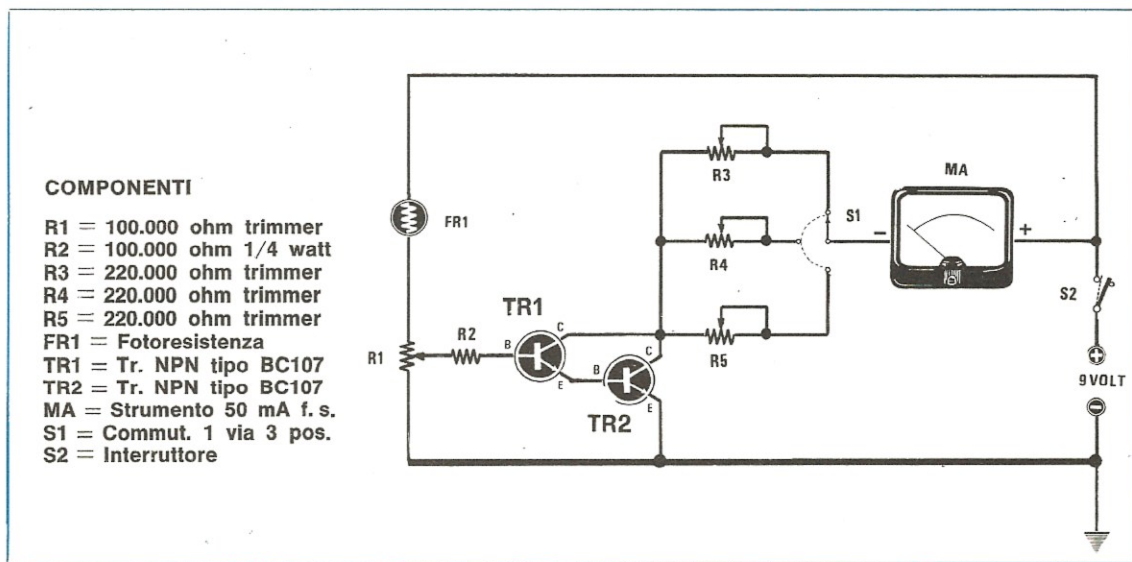 COMPONENTI
R1 = 100.000 ohm trimmer
R2 = 100.000 ohm 1/4 watt
R3 = 220.000 ohm trimmer
R4 = 220.000 ohm trimmer
R5 = 220.000 ohm trimmer
FR1 = Fotoresistenza
TR1 = Tr. NPN tipo BC107
TR2 = Tr. NPN tipo BC107
MA = Strumento 50 mA f. s.
S1 = Commut. 1 via 3 pos.
S2 = Interruttore
FR1
R1
R2
TR1
B
C
E
TR2
B
C
E
R3
R4
R5
S1
MA
−
+
S2
+
9 VOLT
−